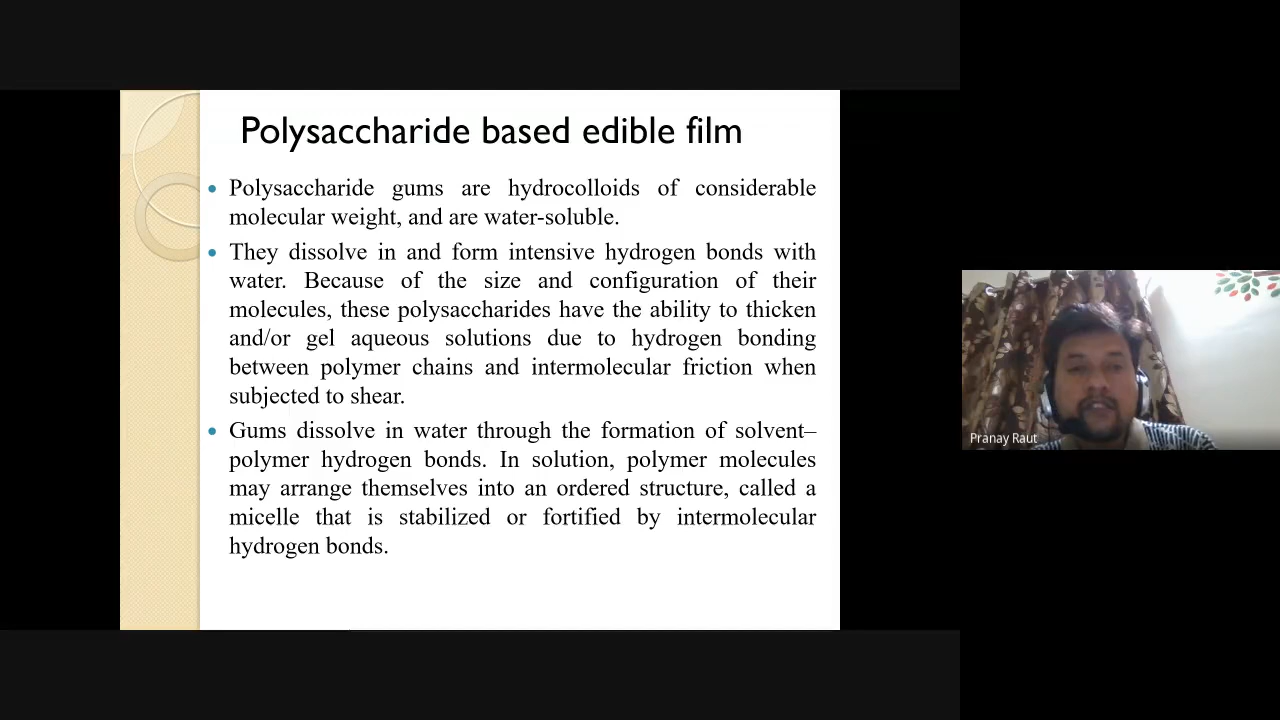 Polysaccharide based edible film
Polysaccharide gums are hydrocolloids of considerable
molecular weight, and are water-soluble.
They dissolve in and form intensive hydrogen bonds with
water. Because of the size and configuration of their
molecules, these polysaccharides have the ability to thicken
and/or gel aqueous solutions due to hydrogen bonding
between polymer chains and intermolecular friction when
subjected to shear.
Gums dissolve in water through the formation of solvent–
polymer hydrogen bonds. In solution, polymer molecules
may arrange themselves into an ordered structure, called a
micelle that is stabilized or fortified by intermolecular
hydrogen bonds.
Pranay Raut